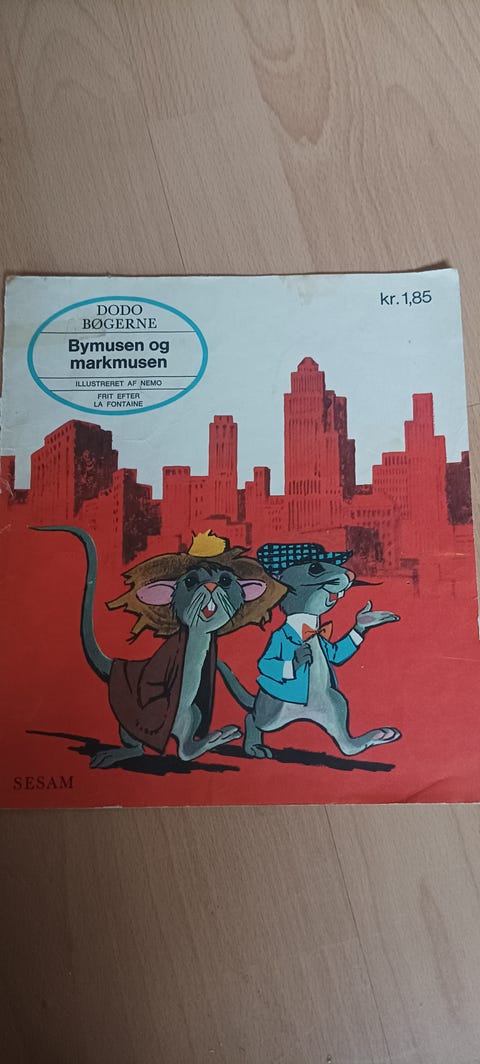 DODO
BØGERNE
Bymusen og
markmusen
ILLUSTRERET AF NEMO
FRIT EFTER
LA FONTAINE
kr. 1,85
SESAM